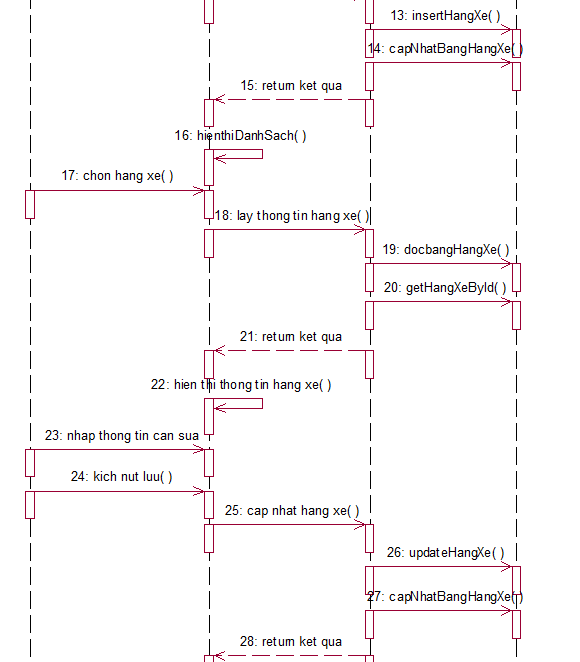 13: insertHangXe( )
14: capNhatBangHangXe( )
15: return ket qua
16: hienthiDanhSach( )
17: chon hang xe( )
18: lay thong tin hang xe( )
19: docbangHangXe( )
20: getHangXeById( )
21: return ket qua
22: hien thi thong tin hang xe( )
23: nhap thong tin can sua
24: kich nut luu( )
25: cap nhat hang xe( )
26: updateHangXe( )
27: capNhatBangHangXe( )
28: return ket qua